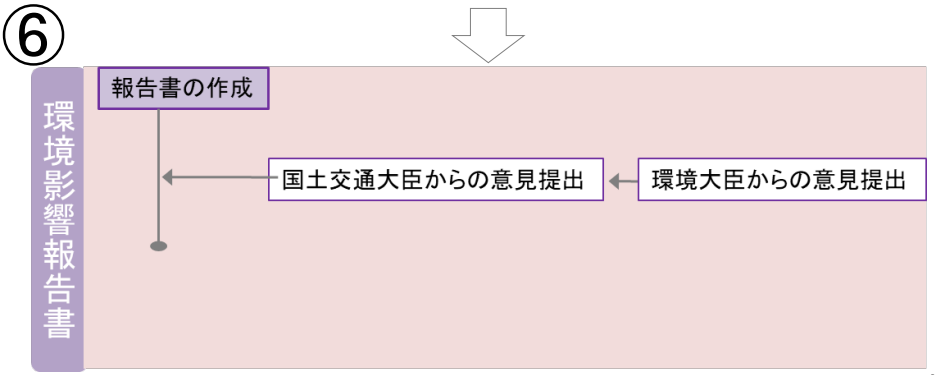 ⑥
環境影響報告書
報告書の作成
国土交通大臣からの意見提出
環境大臣からの意見提出